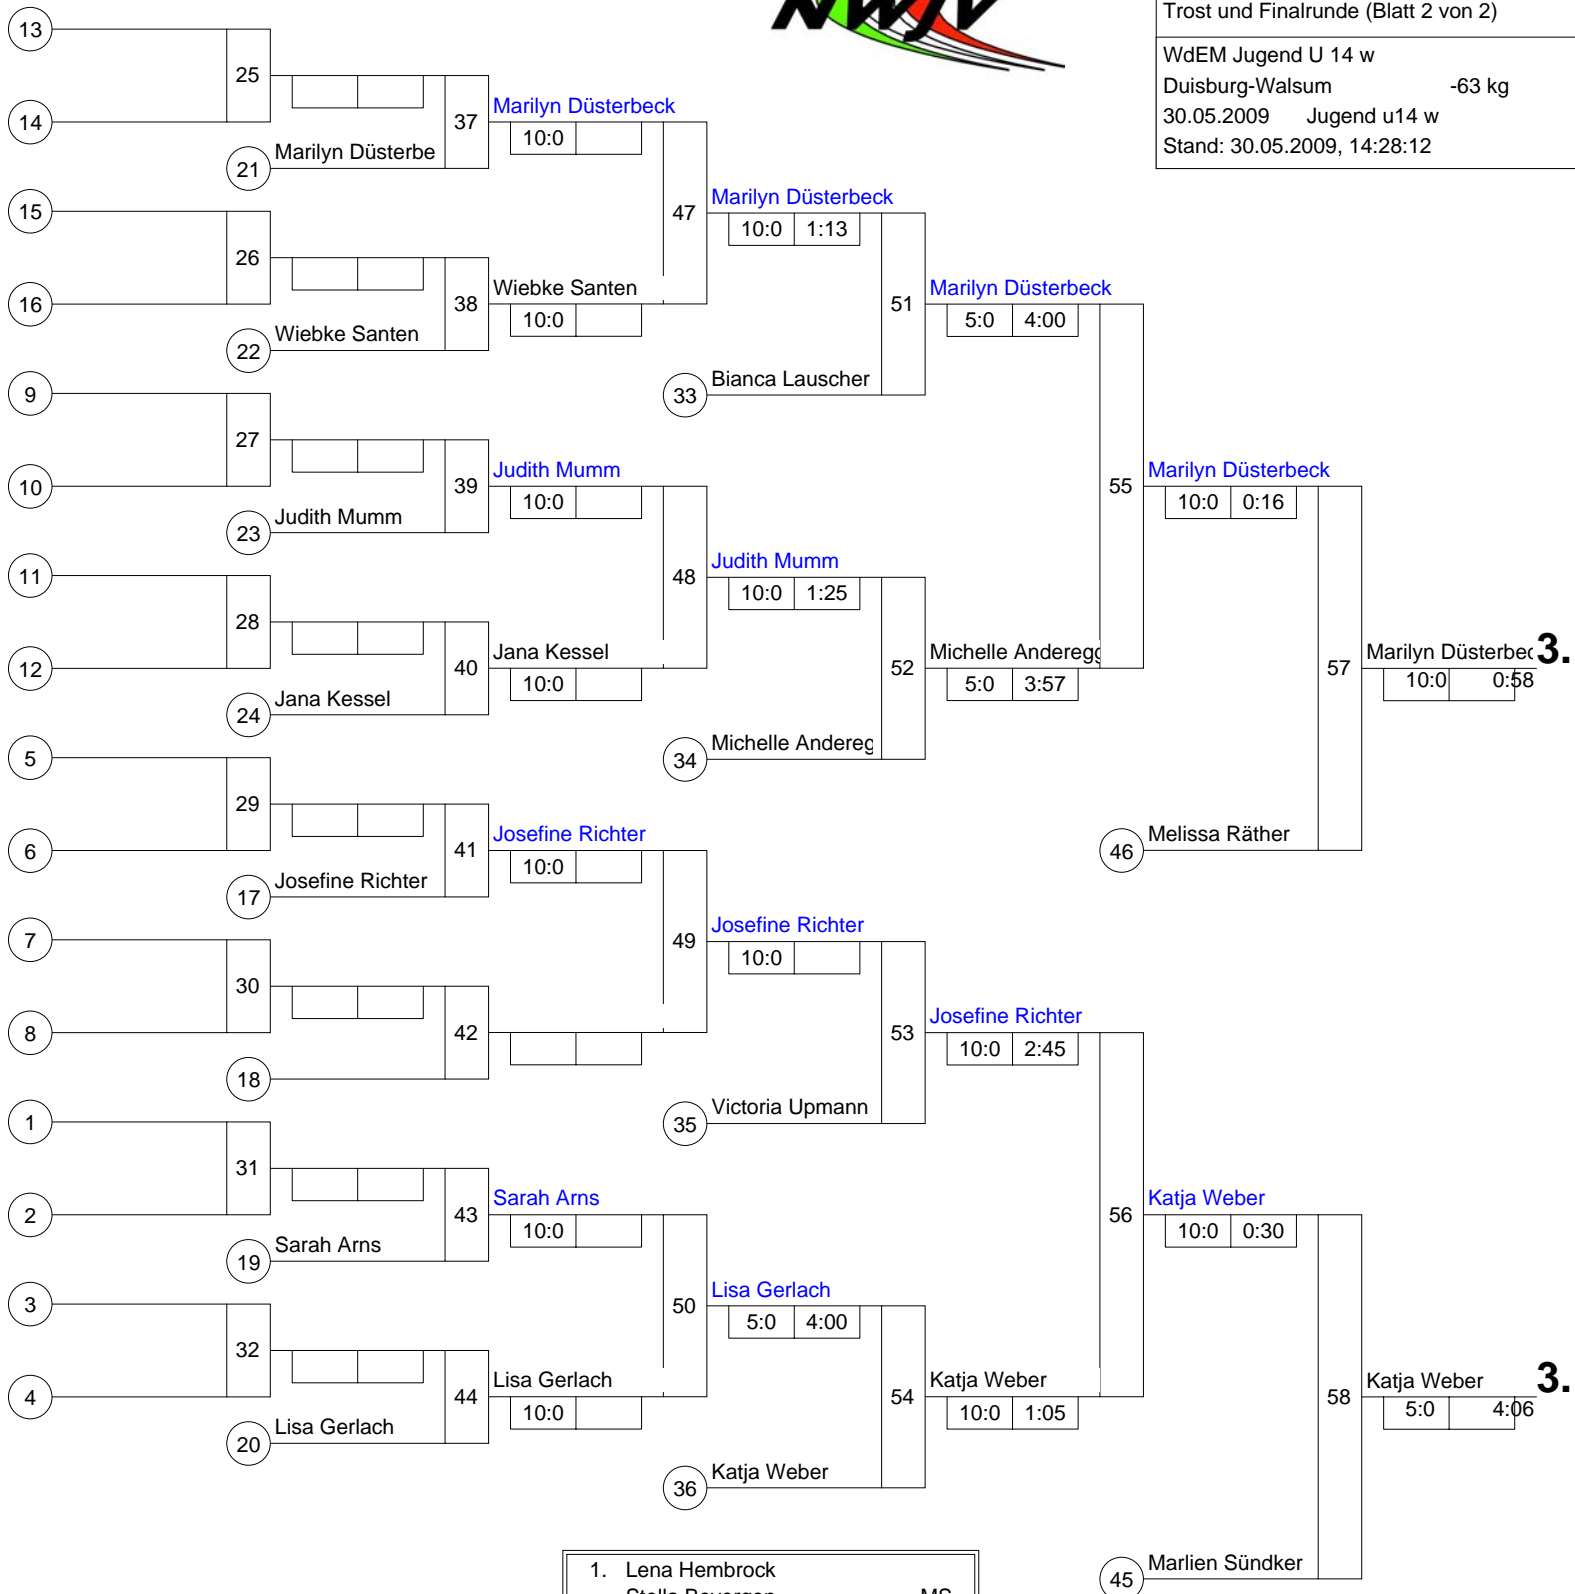 NWJV
Trost und Finalrunde (Blatt 2 von 2)
WdEM Jugend U 14 w
Duisburg-Walsum -63 kg
30.05.2009 Jugend u14 w
Stand: 30.05.2009, 14:28:12
13
25
14
37
Marilyn Düsterbeck
10:0
21
Marilyn Düsterbe
15
47
Marilyn Düsterbeck
10:0 1:13
26
16
38
Wiebke Santen
10:0
22
Wiebke Santen
51
Marilyn Düsterbeck
5:0 4:00
33
Bianca Lauscher
9
27
10
39
Judith Mumm
10:0
23
Judith Mumm
55
Marilyn Düsterbeck
10:0 0:16
11
48
Judith Mumm
10:0 1:25
28
12
40
Jana Kessel
10:0
24
Jana Kessel
52
Michelle Anderegg
5:0 3:57
34
Michelle Andereg
57
Marilyn Düsterbec 3.
10:0 0:58
5
29
6
41
Josefine Richter
10:0
17
Josefine Richter
46
Melissa Räther
7
49
Josefine Richter
10:0
30
8
42
18
53
Josefine Richter
10:0 2:45
35
Victoria Upmann
1
31
2
43
Sarah Arns
10:0
19
Sarah Arns
56
Katja Weber
10:0 0:30
3
50
Lisa Gerlach
5:0 4:00
32
4
44
Lisa Gerlach
10:0
20
Lisa Gerlach
54
Katja Weber
10:0 1:05
36
Katja Weber
58
Katja Weber 3.
5:0 4:06
45
Marlien Sündker
1. Lena Hembrock